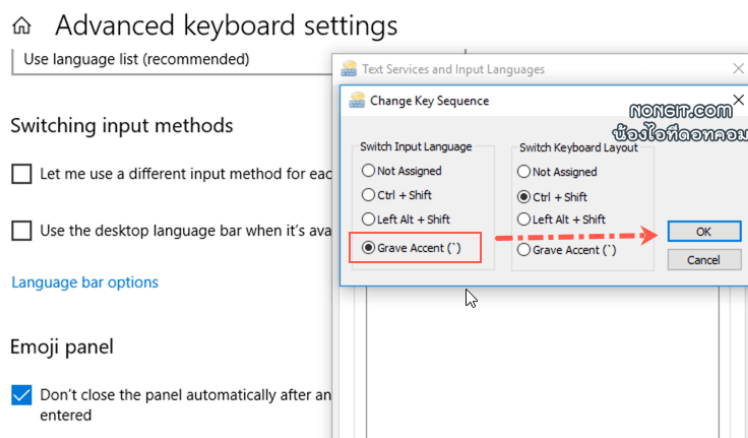 Advanced keyboard settings
Use language list (recommended)
Text Services and Input Languages
Change Key Sequence
NONGIT.COM
น้องไอทีดอทคอม
Switching input methods
Switch Input Language
Switch Keyboard Layout
Not Assigned
Not Assigned
Let me use a different input method for eac
Ctrl + Shift
Ctrl + Shift
Left Alt + Shift
Left Alt + Shift
Use the desktop language bar when it's ava
OK
Grave Accent (`)
Grave Accent (`)
Cancel
Language bar options
Emoji panel
Don't close the panel automatically after an
entered